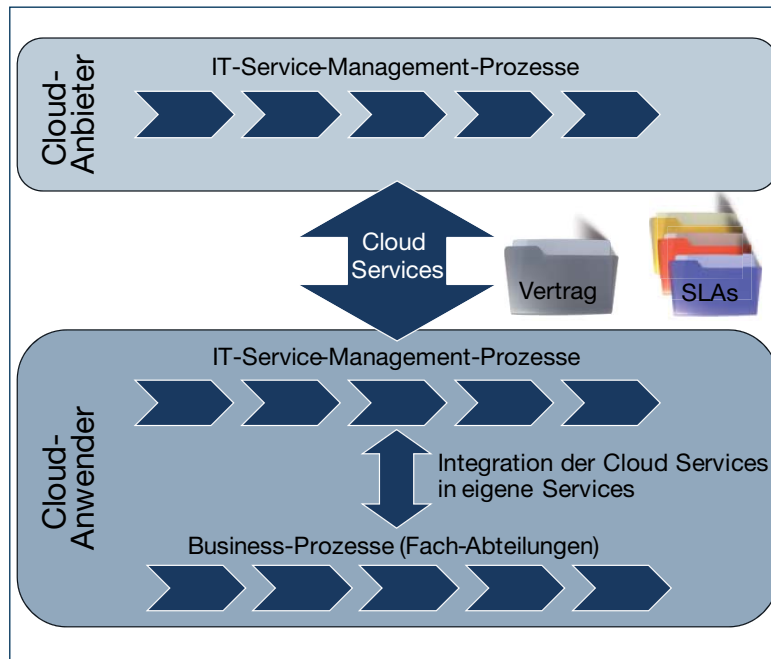 Cloud-
Anbieter
IT-Service-Management-Prozesse
Cloud
Services
Vertrag
SLAs
Cloud-
Anwender
IT-Service-Management-Prozesse
Integration der Cloud Services
in eigene Services
Business-Prozesse (Fach-Abteilungen)